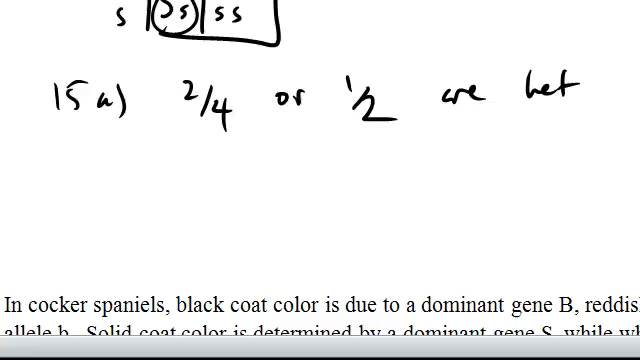 s Ss ss
15 a) 2/4 or 1/2 are het
In cocker spaniels, black coat color is due to a dominant gene B, reddis
allele b. Solid coat color is determined by a dominant gene S, while wh